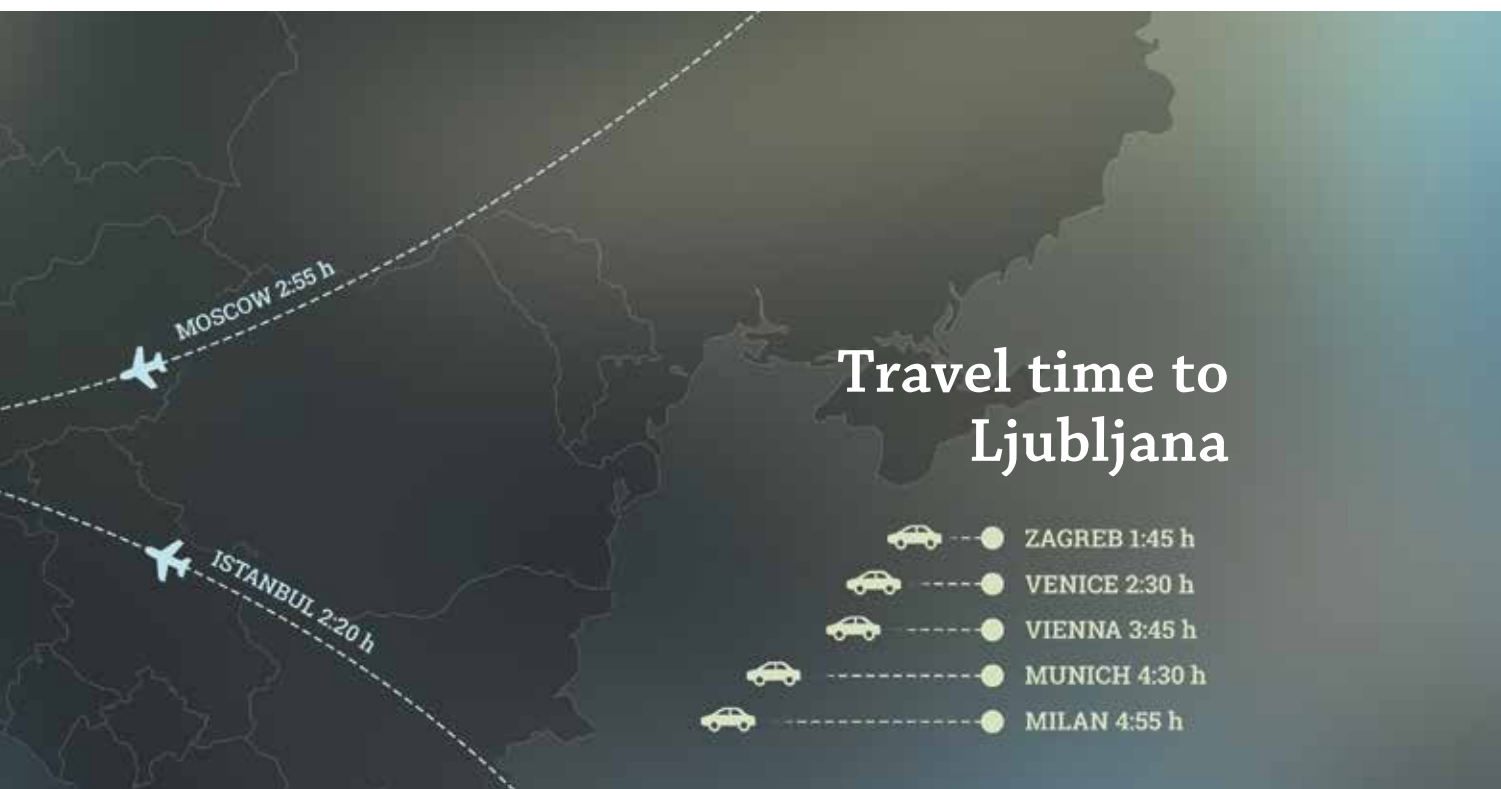 MOSCOW 2:55 h
ISTANBUL 2:20 h
Travel time to
Ljubljana
ZAGREB 1:45 h
VENICE 2:30 h
VIENNA 3:45 h
MUNICH 4:30 h
MILAN 4:55 h